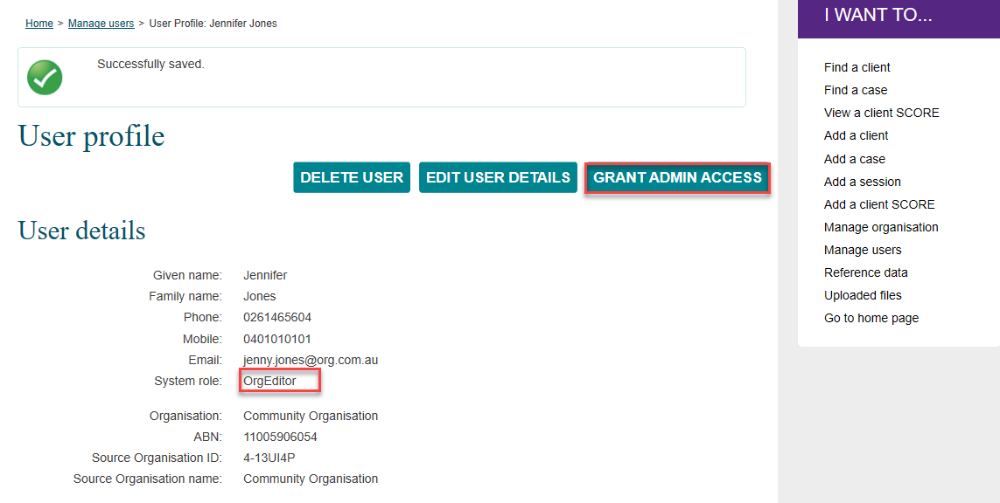 Home > Manage users > User Profile: Jennifer Jones
Successfully saved.
User profile
DELETE USER
EDIT USER DETAILS
GRANT ADMIN ACCESS
User details
Given name: Jennifer
Family name: Jones
Phone: 0261465604
Mobile: 0401010101
Email: jenny.jones@org.com.au
System role: OrgEditor
Organisation: Community Organisation
ABN: 11005906054
Source Organisation ID: 4-13UI4P
Source Organisation name: Community Organisation
I WANT TO...
Find a client
Find a case
View a client SCORE
Add a client
Add a case
Add a session
Add a client SCORE
Manage organisation
Manage users
Reference data
Uploaded files
Go to home page